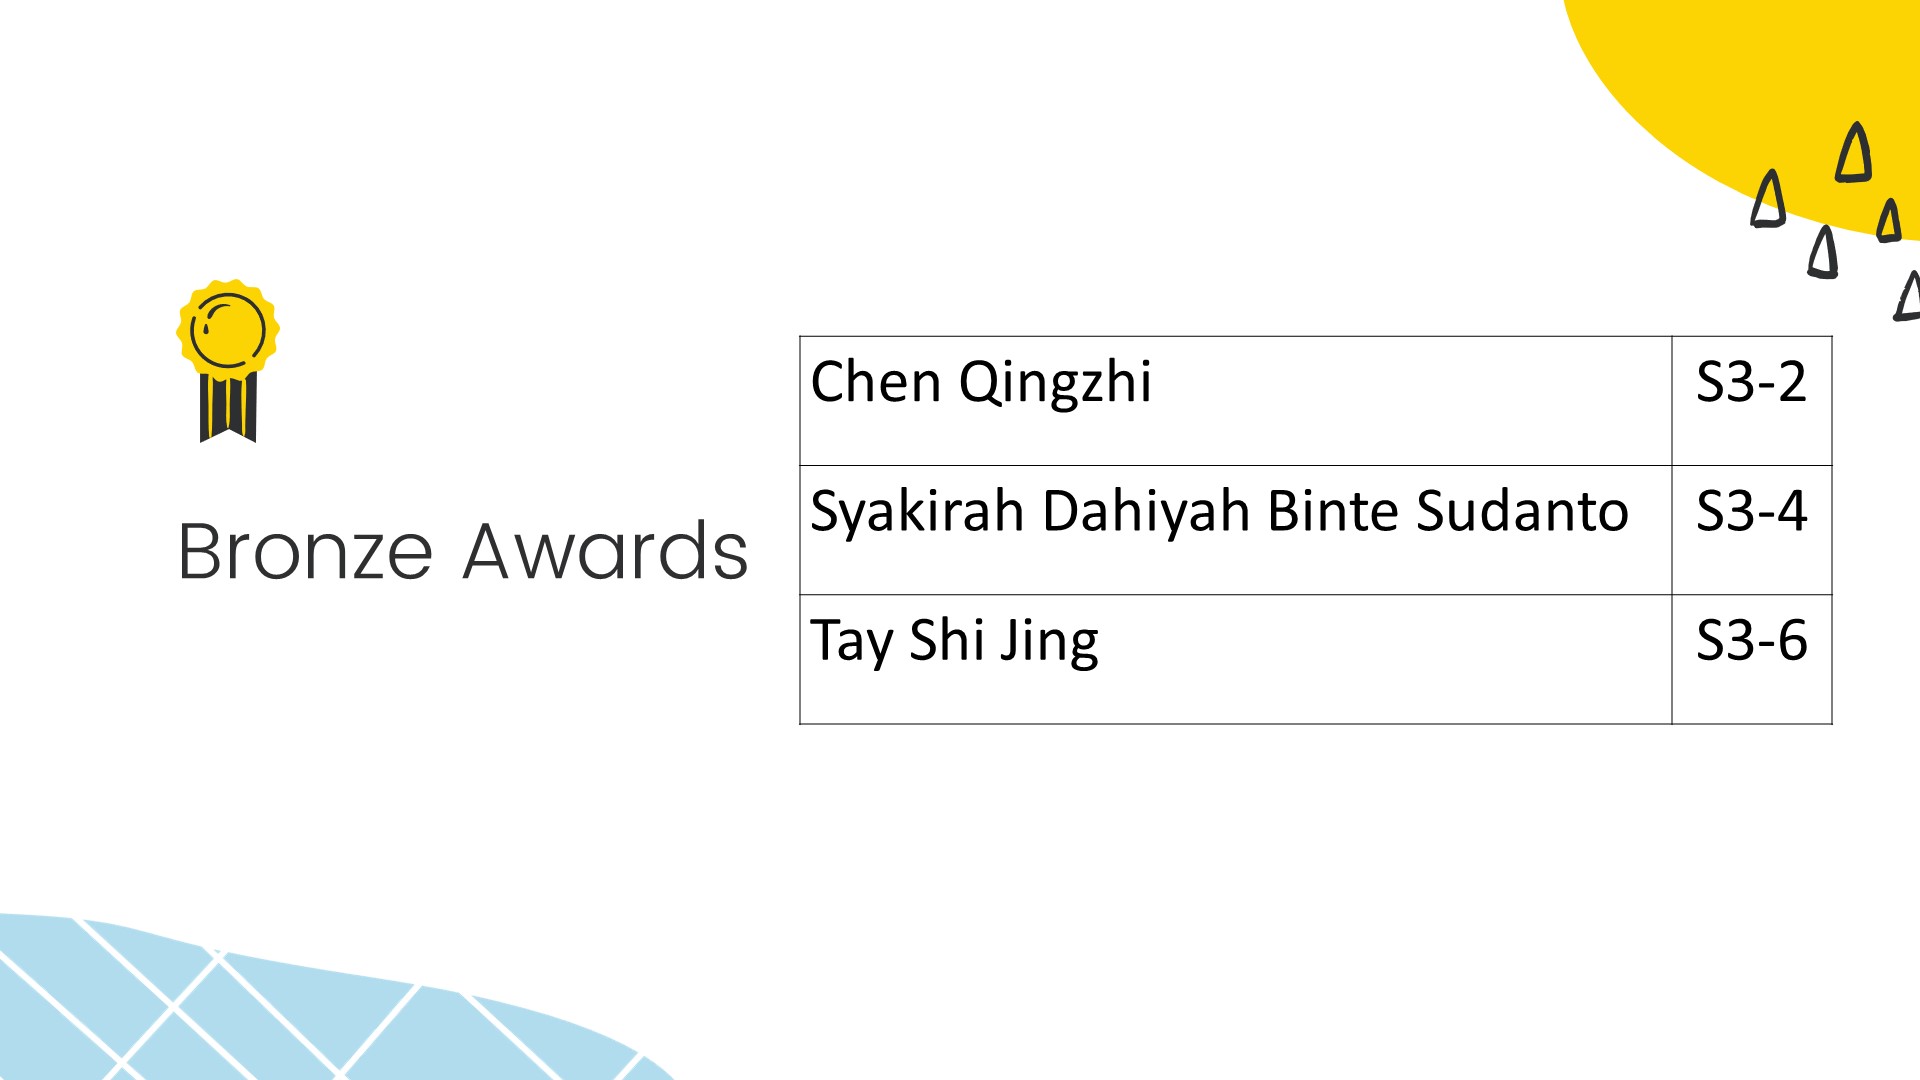 Bronze Awards
Chen Qingzhi S3-2
Syakirah Dahiyah Binte Sudanto S3-4
Tay Shi Jing S3-6